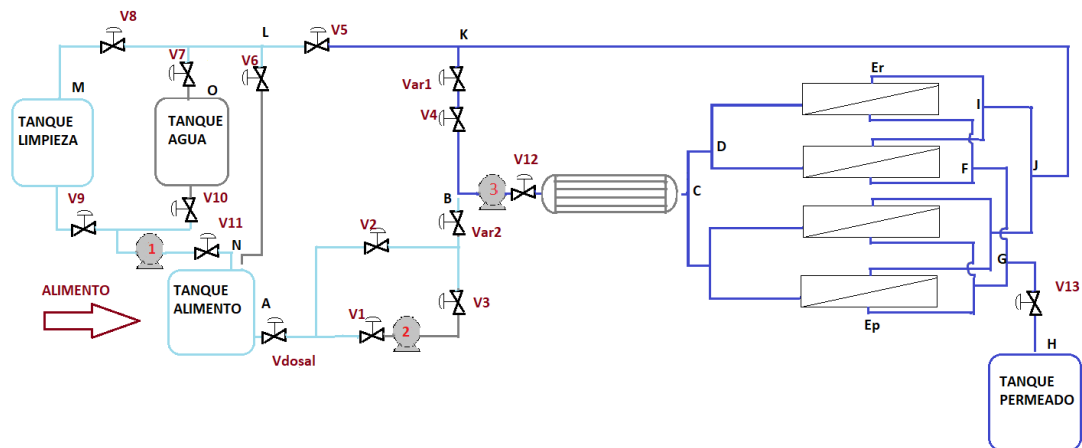 V8
L
V5
K
V7
V6
Er
M
O
Var1
I
TANQUE
LIMPIEZA
TANQUE
AGUA
V4
D
V12
F
J
3
C
V10
B
V9
V11
V2
Var2
1
N
G
TANQUE
ALIMENTO
A
V13
ALIMENTO
V1
V3
2
Ep
H
Vdosal
TANQUE
PERMEADO